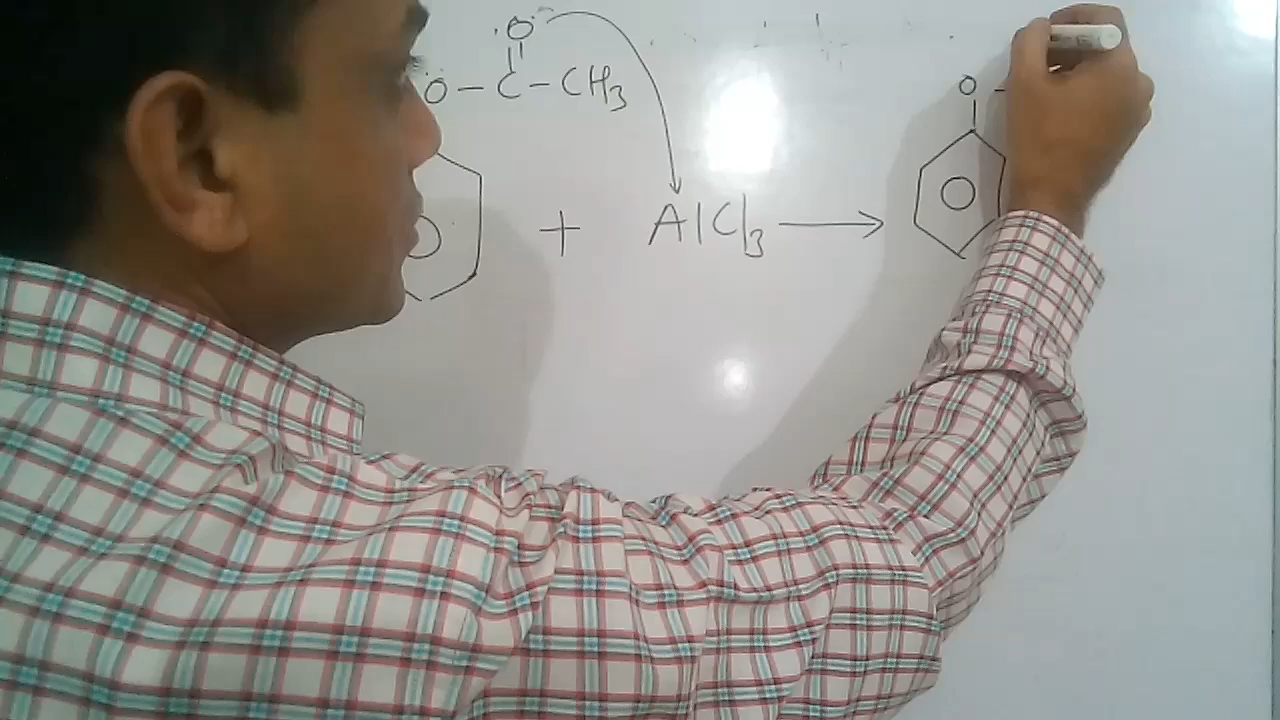 O
O – C – CH3
O –
+ AlCl3 ⟶